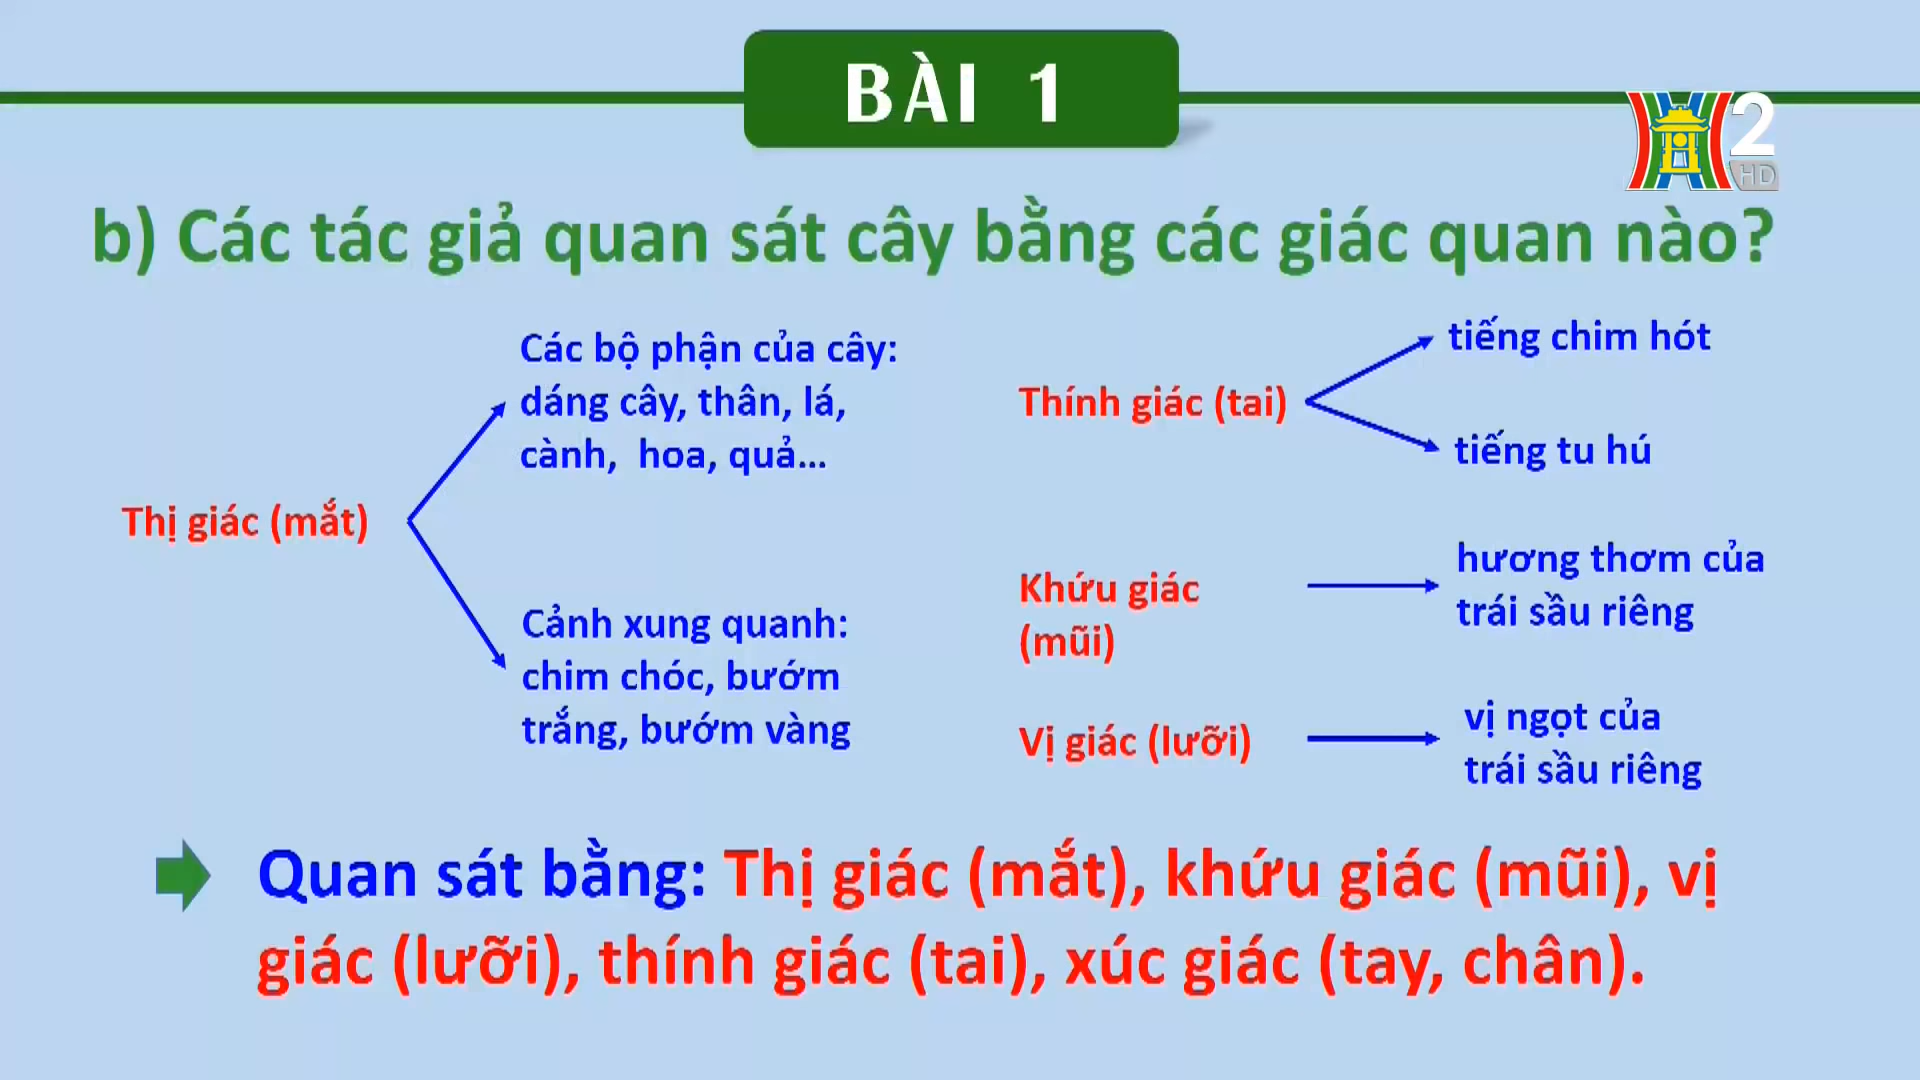 BÀI 1
2
HD
b) Các tác giả quan sát cây bằng các giác quan nào?
Thị giác (mắt)
Các bộ phận của cây:
dáng cây, thân, lá,
cành, hoa, quả...
Cảnh xung quanh:
chim chóc, bướm
trắng, bướm vàng
Thính giác (tai)
tiếng chim hót
tiếng tu hú
Khứu giác
(mũi)
hương thơm của
trái sầu riêng
Vị giác (lưỡi)
vị ngọt của
trái sầu riêng
Quan sát bằng: Thị giác (mắt), khứu giác (mũi), vị
giác (lưỡi), thính giác (tai), xúc giác (tay, chân).